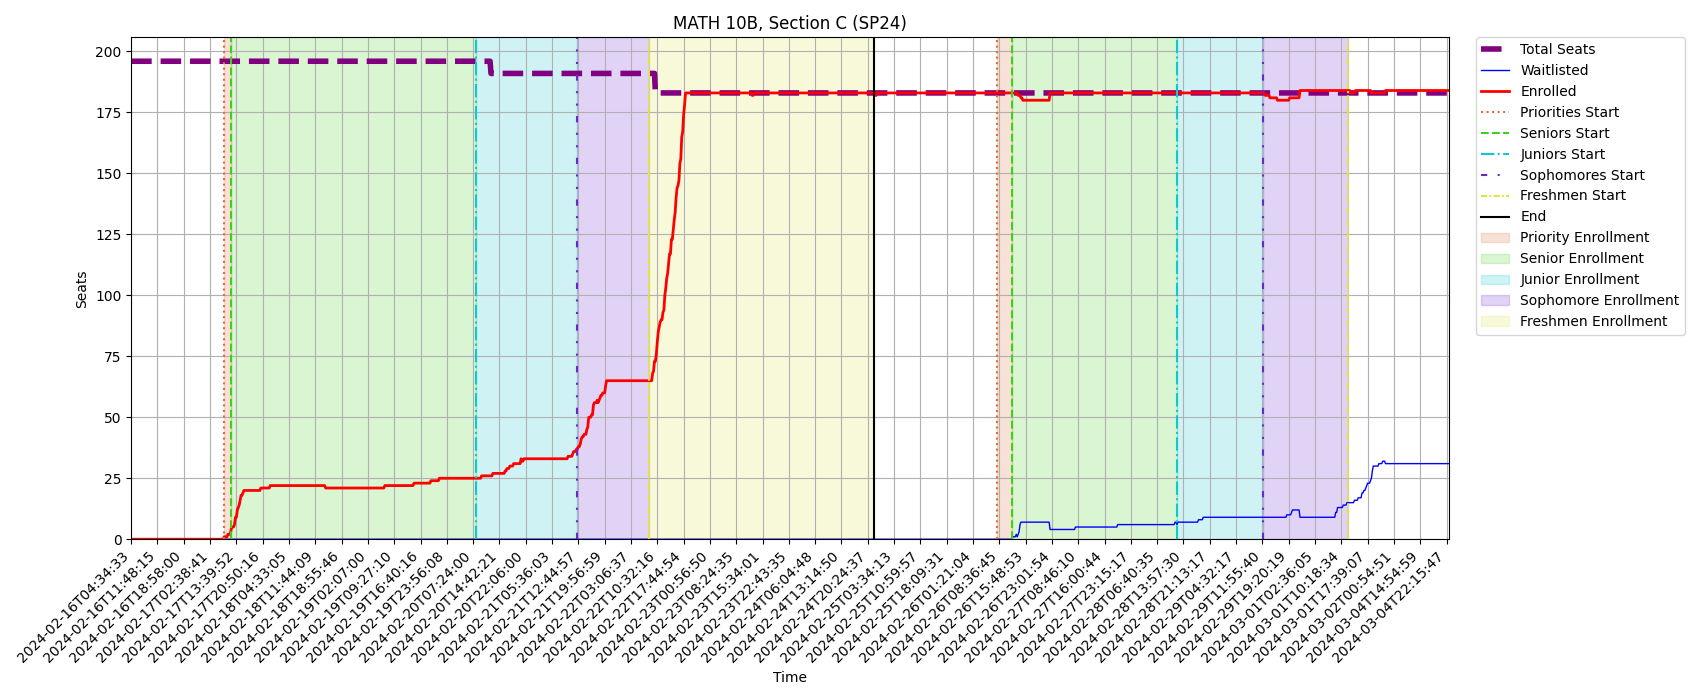 MATH 10B, Section C (SP24)
200
175
150
125
100
75
50
25
0
Seats
2024-02-16T04:34:33
2024-02-16T11:48:15
2024-02-16T18:58:00
2024-02-17T02:38:41
2024-02-17T13:39:52
2024-02-17T20:50:16
2024-02-18T04:33:05
2024-02-18T11:44:09
2024-02-18T18:55:46
2024-02-19T02:07:00
2024-02-19T09:27:10
2024-02-19T16:40:16
2024-02-19T23:56:08
2024-02-20T07:24:00
2024-02-20T14:42:21
2024-02-20T22:06:00
2024-02-21T05:36:03
2024-02-21T12:44:57
2024-02-21T19:56:59
2024-02-22T03:06:37
2024-02-22T10:32:16
2024-02-22T17:44:54
2024-02-23T00:56:50
2024-02-23T08:24:35
2024-02-23T15:34:01
2024-02-23T22:43:35
2024-02-24T06:04:48
2024-02-24T13:14:50
2024-02-24T20:24:37
2024-02-25T03:34:13
2024-02-25T10:59:57
2024-02-25T18:09:31
2024-02-26T01:21:04
2024-02-26T08:36:45
2024-02-26T15:48:53
2024-02-26T23:01:54
2024-02-27T08:46:10
2024-02-27T16:00:44
2024-02-27T23:15:17
2024-02-28T06:40:35
2024-02-28T13:57:30
2024-02-28T21:13:17
2024-02-29T04:32:17
2024-02-29T11:55:40
2024-02-29T19:20:19
2024-03-01T02:36:05
2024-03-01T10:18:34
2024-03-01T17:39:07
2024-03-02T00:54:51
2024-03-04T14:54:59
2024-03-04T22:15:47
Time
Total Seats
Waitlisted
Enrolled
Priorities Start
Seniors Start
Juniors Start
Sophomores Start
Freshmen Start
End
Priority Enrollment
Senior Enrollment
Junior Enrollment
Sophomore Enrollment
Freshmen Enrollment